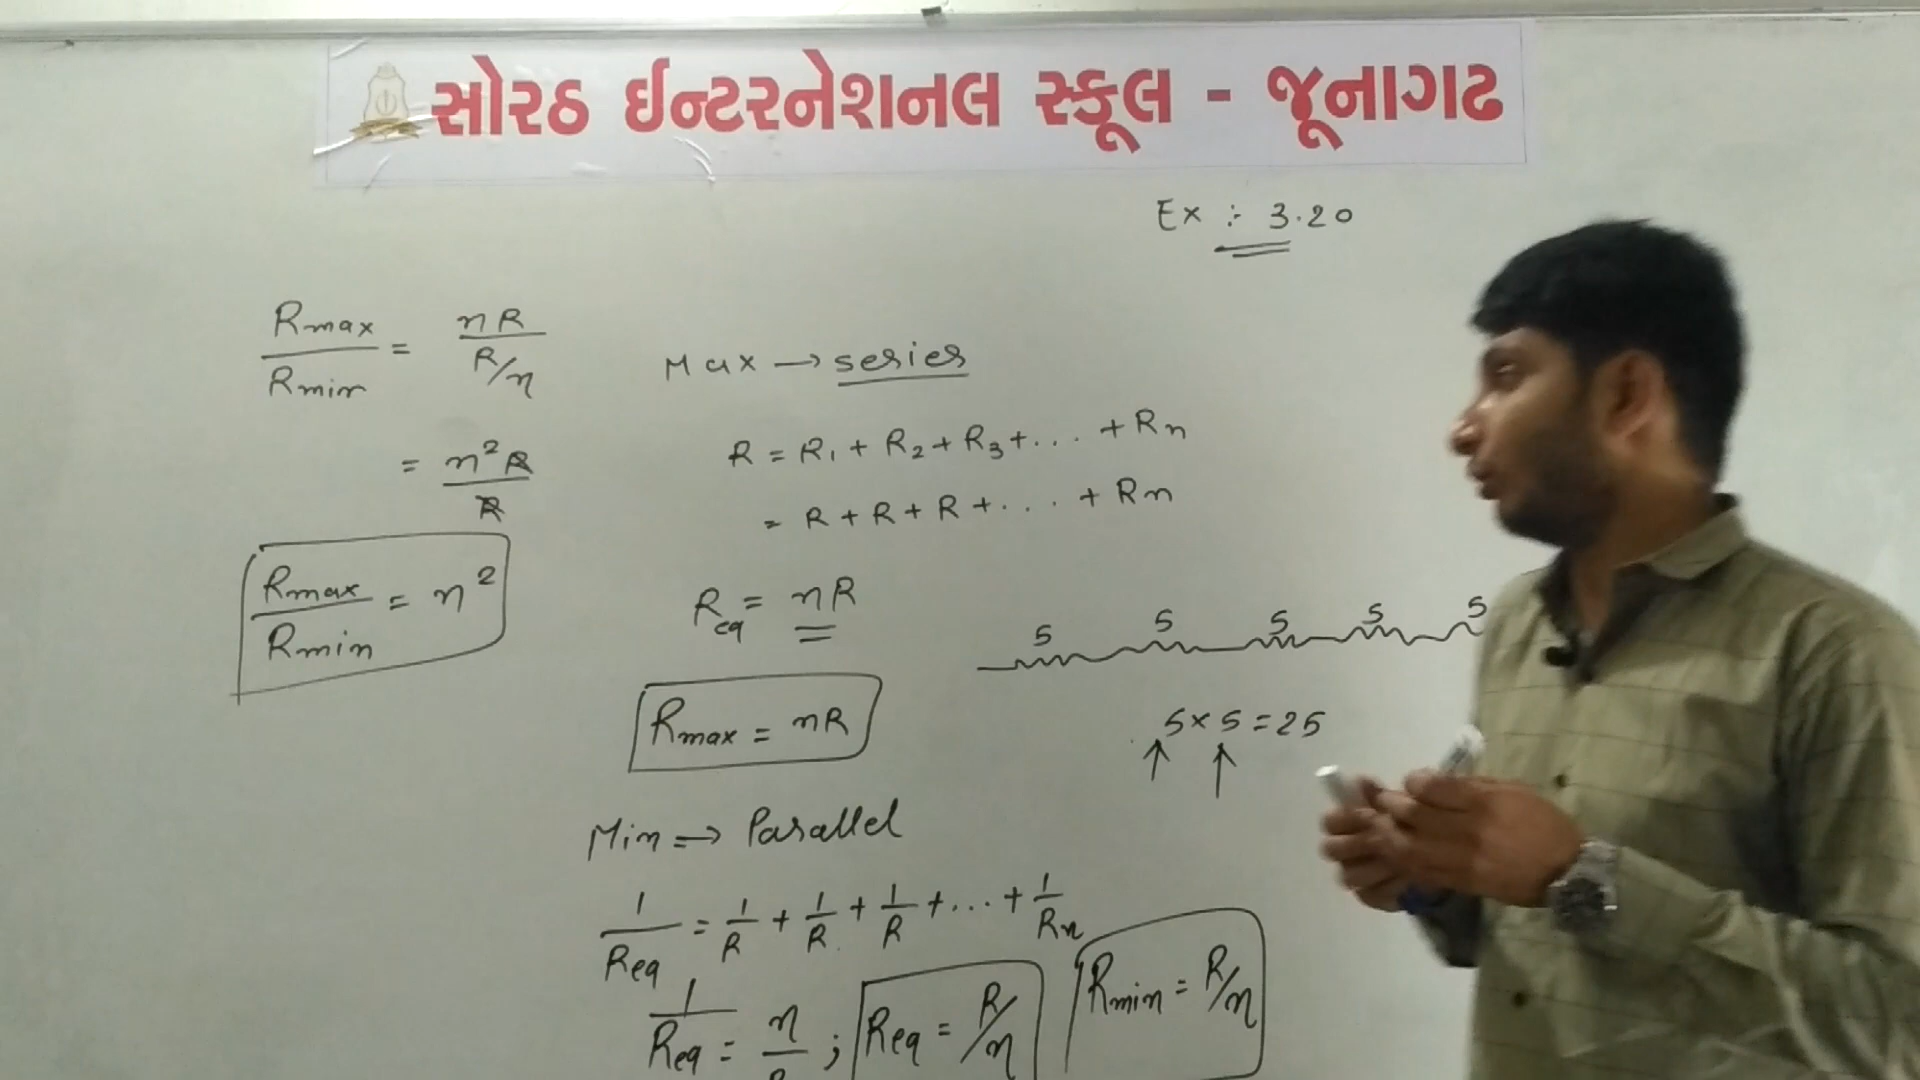 સોરઠ ઈન્ટરનેશનલ સ્કૂલ - જૂનાગઢ
Ex :- 3.20
Rmax / Rmin = nR / R/n
= n²R / R
Rmax / Rmin = n²
Max → series
R = R₁ + R₂ + R₃ + ... + Rn
= R + R + R + ... + Rn
Req = nR
Rmax = nR
5 5 5 5 5
5 × 5 = 25
Min → Parallel
1/Req = 1/R + 1/R + 1/R + ... + 1/Rn
1/Req = n/R ; Req = R/n
Rmin = R/n